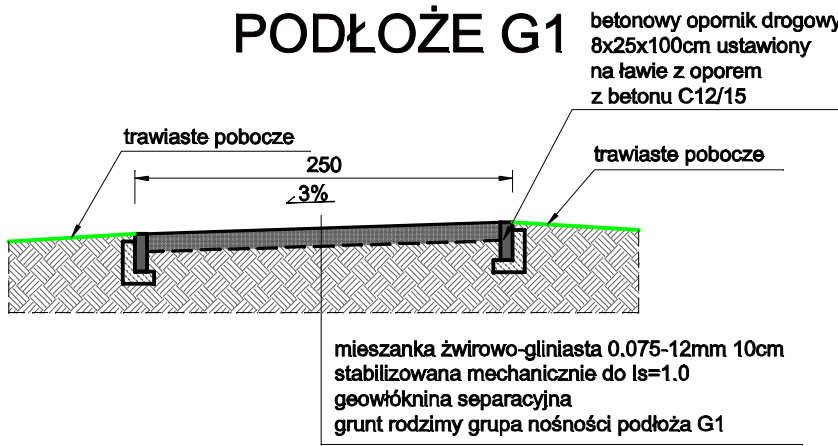 PODŁOŻE G1
betonowy opornik drogowy
8x25x100cm ustawiony
na ławie z oporem
z betonu C12/15
trawiaste pobocze
250
trawiaste pobocze
3%
mieszanka żwirowo-gliniasta 0.075-12mm 10cm
stabilizowana mechanicznie do Is=1.0
geowłóknina separacyjna
grunt rodzimy grupa nośności podłoża G1